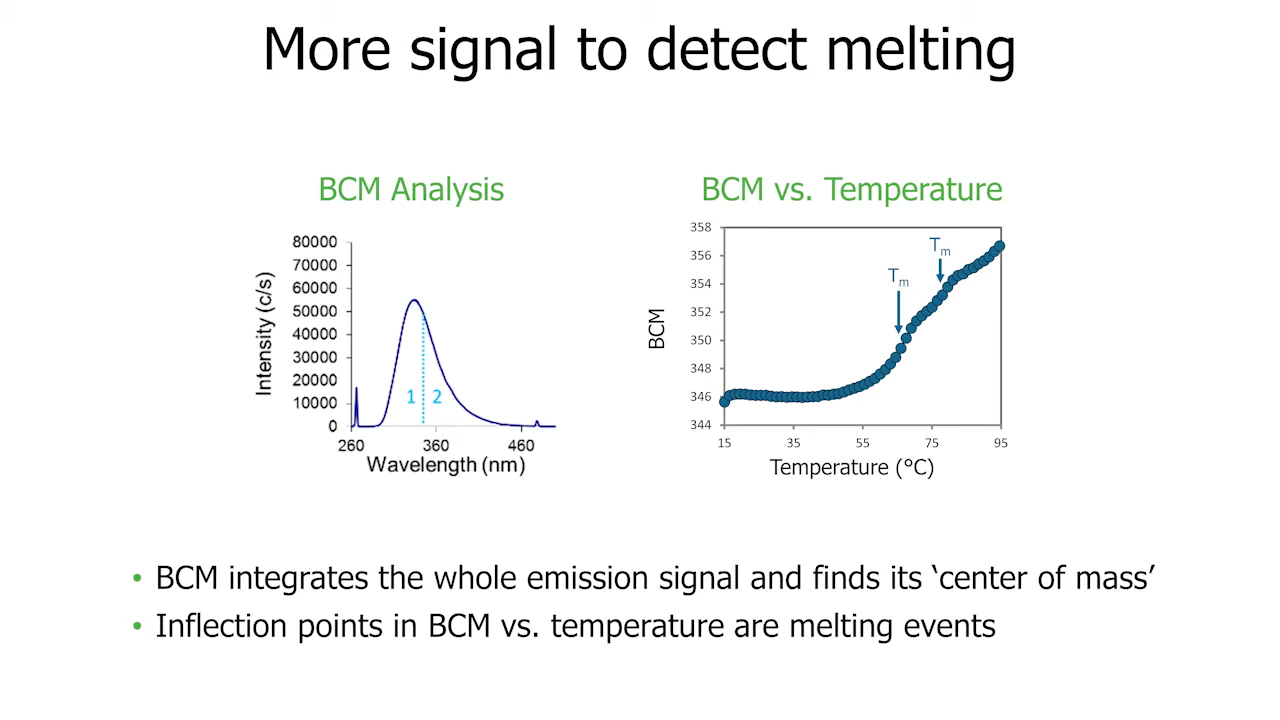 More signal to detect melting
BCM Analysis
80000
70000
60000
50000
40000
30000
20000
10000
0
Intensity (c/s)
1 2
260 360 460
Wavelength (nm)
BCM vs. Temperature
358
356
354
352
350
348
346
344
BCM
Tm
Tm
15 35 55 75 95
Temperature (°C)
• BCM integrates the whole emission signal and finds its ‘center of mass’
• Inflection points in BCM vs. temperature are melting events